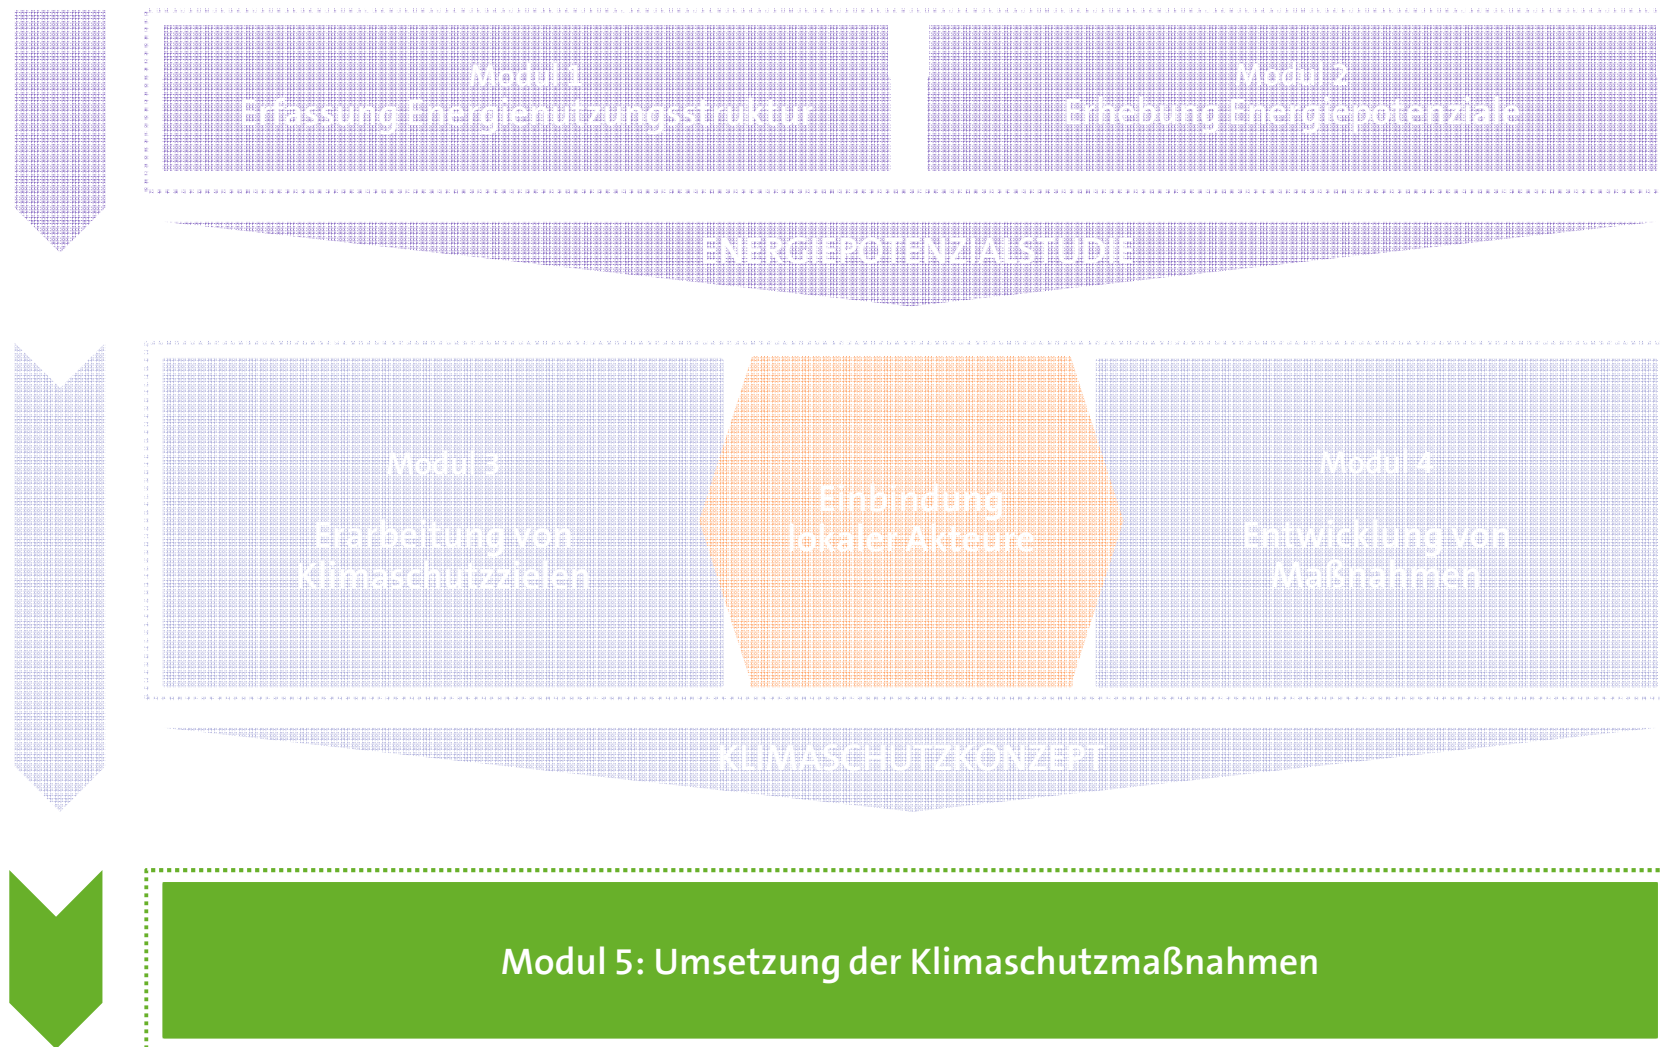 Modul 1
Erfassung Energienutzungsstruktur
Modul 2
Erhebung Energiepotenziale
ENERGIEPOTENZIALSTUDIE
Modul 3
Erarbeitung von
Klimaschutzzielen
Einbindung
lokaler Akteure
Modul 4
Entwicklung von
Maßnahmen
KLIMASCHUTZKONZEPT
Modul 5: Umsetzung der Klimaschutzmaßnahmen